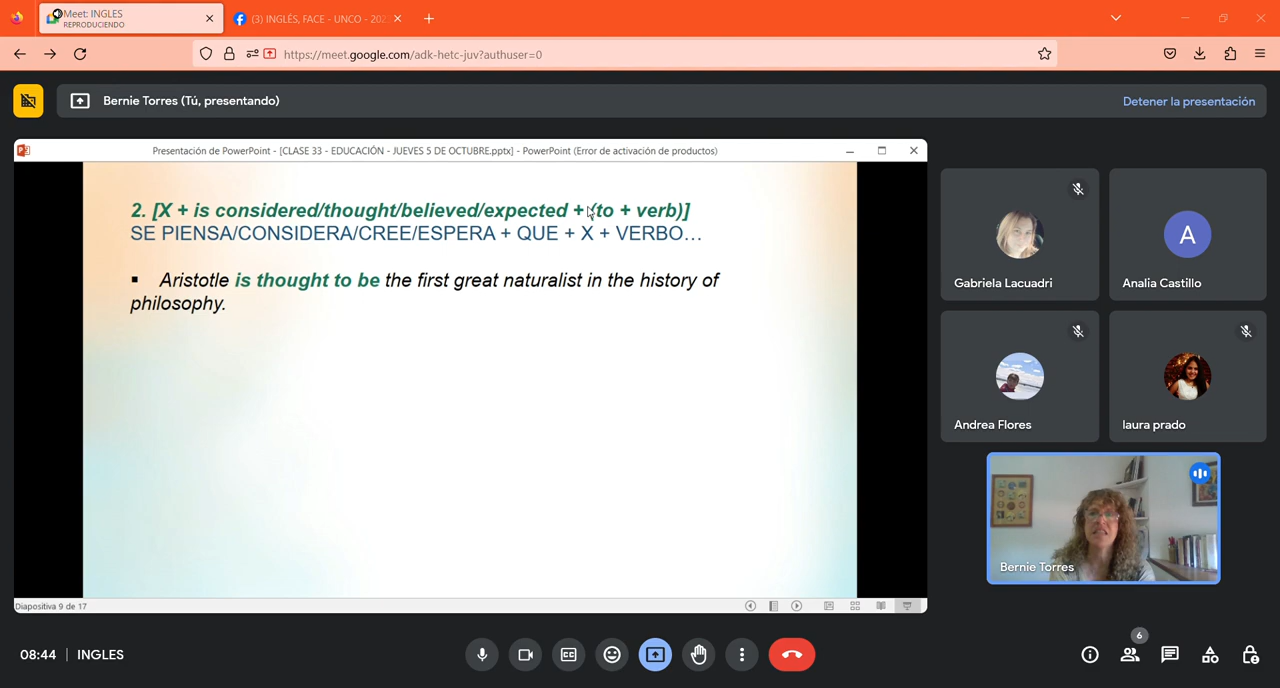 Meet: INGLES
REPRODUCIENDO
(3) INGLÉS, FACE - UNCO - 202
https://meet.google.com/adk-hetc-juv?authuser=0
Bernie Torres (Tú, presentando)
Detener la presentación
Presentación de PowerPoint - [CLASE 33 - EDUCACIÓN - JUEVES 5 DE OCTUBRE.pptx] - PowerPoint (Error de activación de productos)
2. [X + is considered/thought/believed/expected + (to + verb)]
SE PIENSA/CONSIDERA/CREE/ESPERA + QUE + X + VERBO...
▪ Aristotle is thought to be the first great naturalist in the history of
philosophy.
Gabriela Lacuadri
A
Analia Castillo
Andrea Flores
laura prado
Bernie Torres
Diapositiva 9 de 17
08:44 | INGLES
6